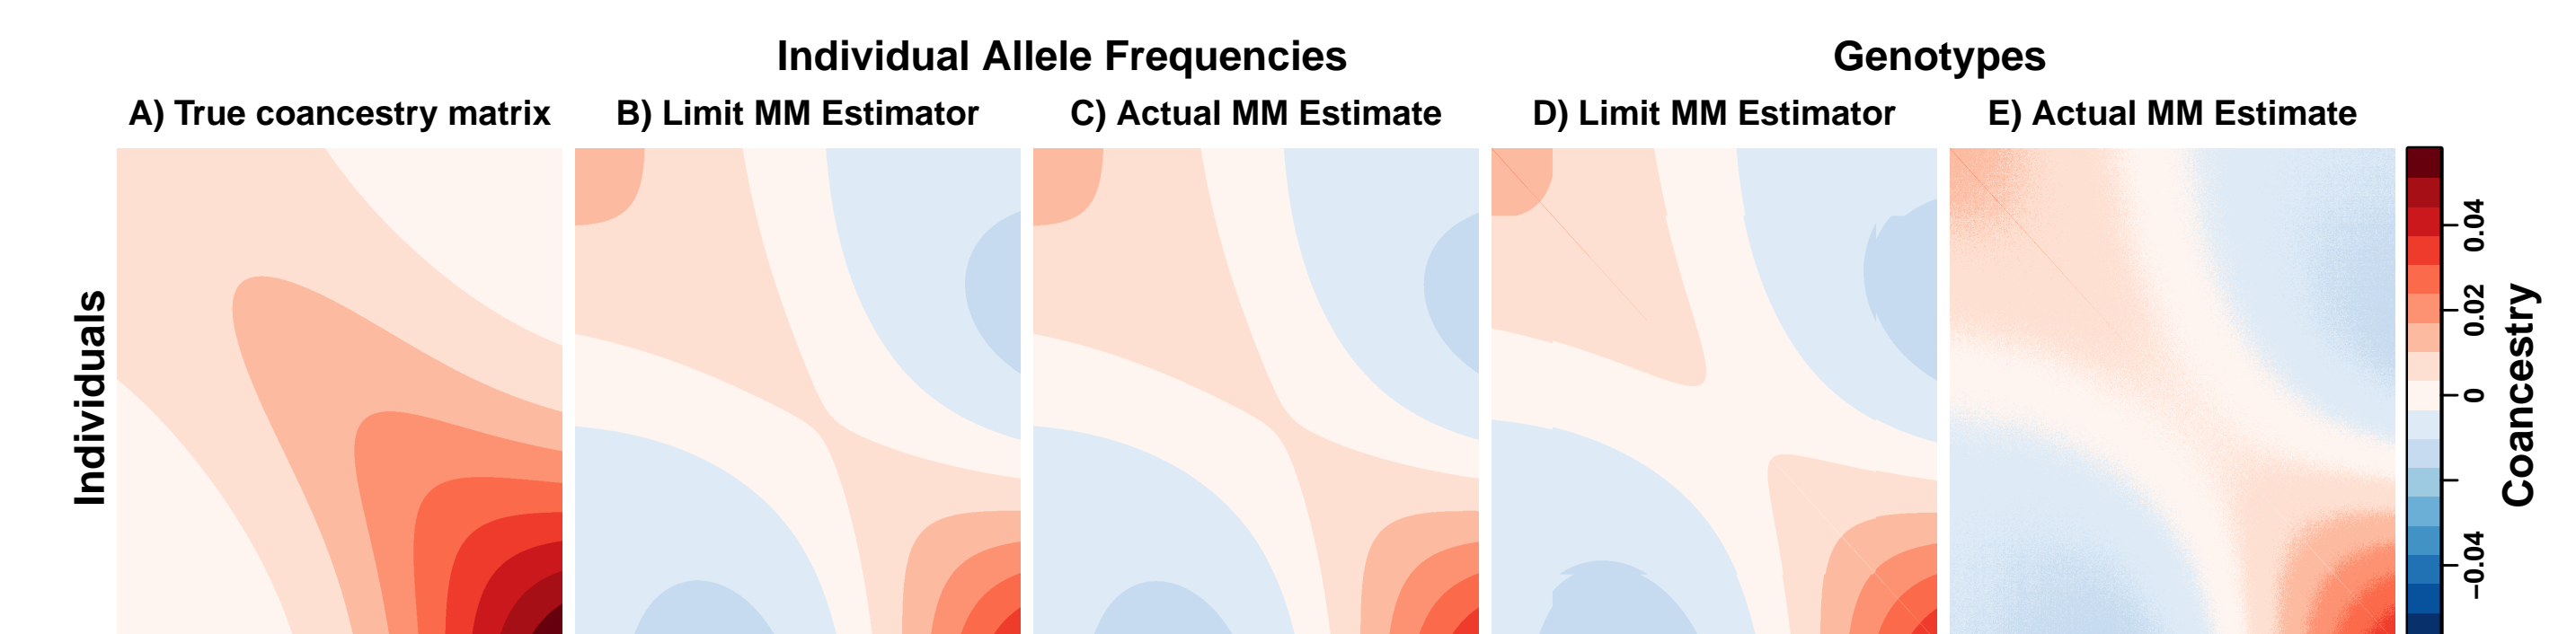 Individual Allele Frequencies
Genotypes
A) True coancestry matrix
B) Limit MM Estimator
C) Actual MM Estimate
D) Limit MM Estimator
E) Actual MM Estimate
Individuals
0.04
0.02
0
−0.04
Coancestry